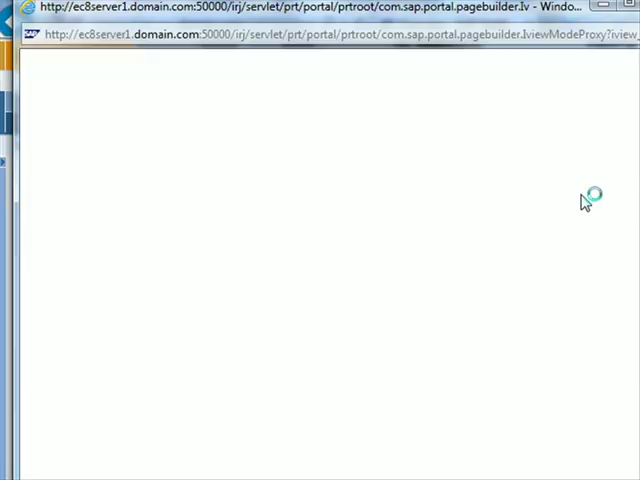 http://ec8server1.domain.com:50000/irj/servlet/prt/portal/prtroot/com.sap.portal.pagebuilder.Iv - Windo...
SAP http://ec8server1.domain.com:50000/irj/servlet/prt/portal/prtroot/com.sap.portal.pagebuilder.IviewModeProxy?iview_